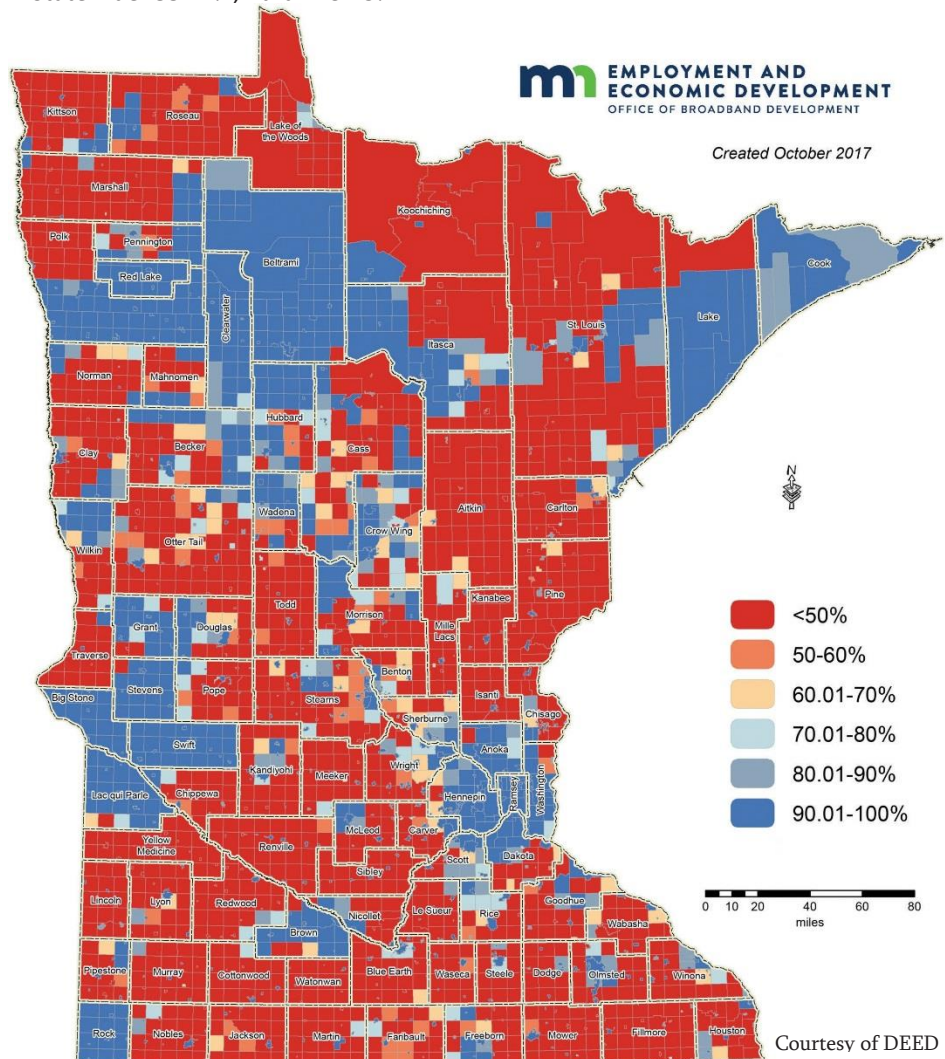 EMPLOYMENT AND
ECONOMIC DEVELOPMENT
OFFICE OF BROADBAND DEVELOPMENT
Created October 2017
Kittson
Roseau
Lake of
the Woods
Marshall
Koochiching
Polk
Pennington
Red Lake
Beltrami
Clearwater
Cook
Lake
St. Louis
Itasca
Norman
Mahnomen
Hubbard
Cass
Clay
Becker
Wadena
Crow Wing
Aitkin
Carlton
N
Wilkin
Otter Tail
Todd
Morrison
Mille
Lacs
Kanabec
Pine
Grant
Douglas
Traverse
Benton
Big Stone
Stevens
Pope
Stearns
Isanti
Sherburne
Chisago
Swift
Anoka
Kandiyohi
Meeker
Wright
Hennepin
Ramsey
Washington
Lac qui Parle
Chippewa
McLeod
Carver
Yellow
Medicine
Renville
Scott
Dakota
Sibley
Lincoln
Lyon
Redwood
Nicollet
Le Sueur
Rice
Goodhue
Wabasha
Brown
Pipestone
Murray
Cottonwood
Watonwan
Blue Earth
Waseca
Steele
Dodge
Olmsted
Winona
Rock
Nobles
Jackson
Martin
Faribault
Freeborn
Mower
Fillmore
Houston
<50%
50-60%
60.01-70%
70.01-80%
80.01-90%
90.01-100%
0 10 20 40 60 80
miles
Courtesy of DEED